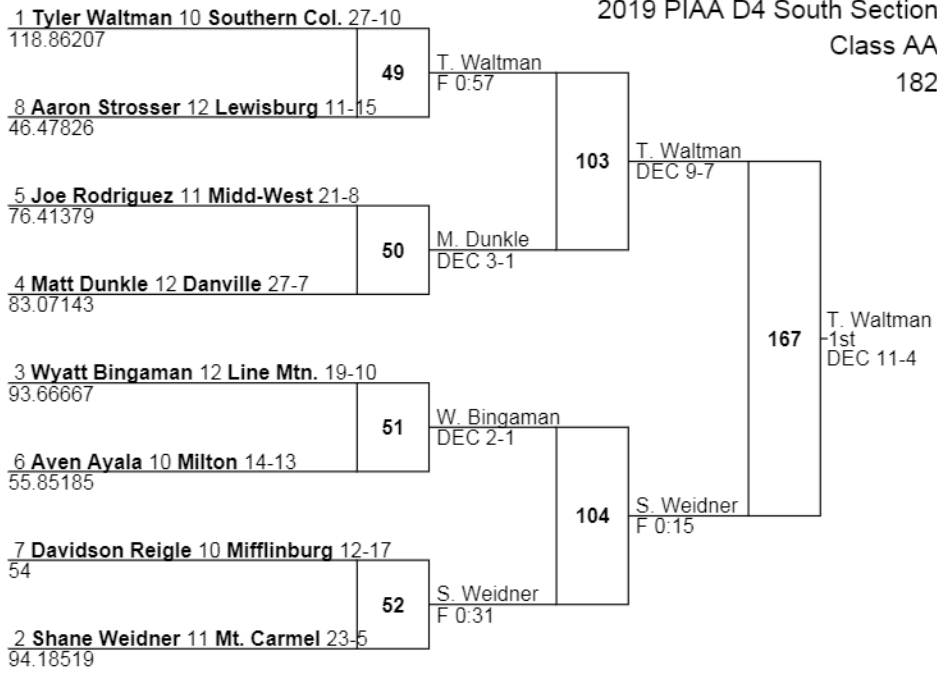 2019 PIAA D4 South Section
Class AA
182
1 Tyler Waltman 10 Southern Col. 27-10
118.86207
49
T. Waltman
F 0:57
8 Aaron Strosser 12 Lewisburg 11-15
46.47826
103
T. Waltman
DEC 9-7
5 Joe Rodriguez 11 Midd-West 21-8
76.41379
50
M. Dunkle
DEC 3-1
4 Matt Dunkle 12 Danville 27-7
83.07143
167
T. Waltman
1st
DEC 11-4
3 Wyatt Bingaman 12 Line Mtn. 19-10
93.66667
51
W. Bingaman
DEC 2-1
6 Aven Ayala 10 Milton 14-13
55.85185
104
S. Weidner
F 0:15
7 Davidson Reigle 10 Mifflinburg 12-17
54
52
S. Weidner
F 0:31
2 Shane Weidner 11 Mt. Carmel 23-5
94.18519